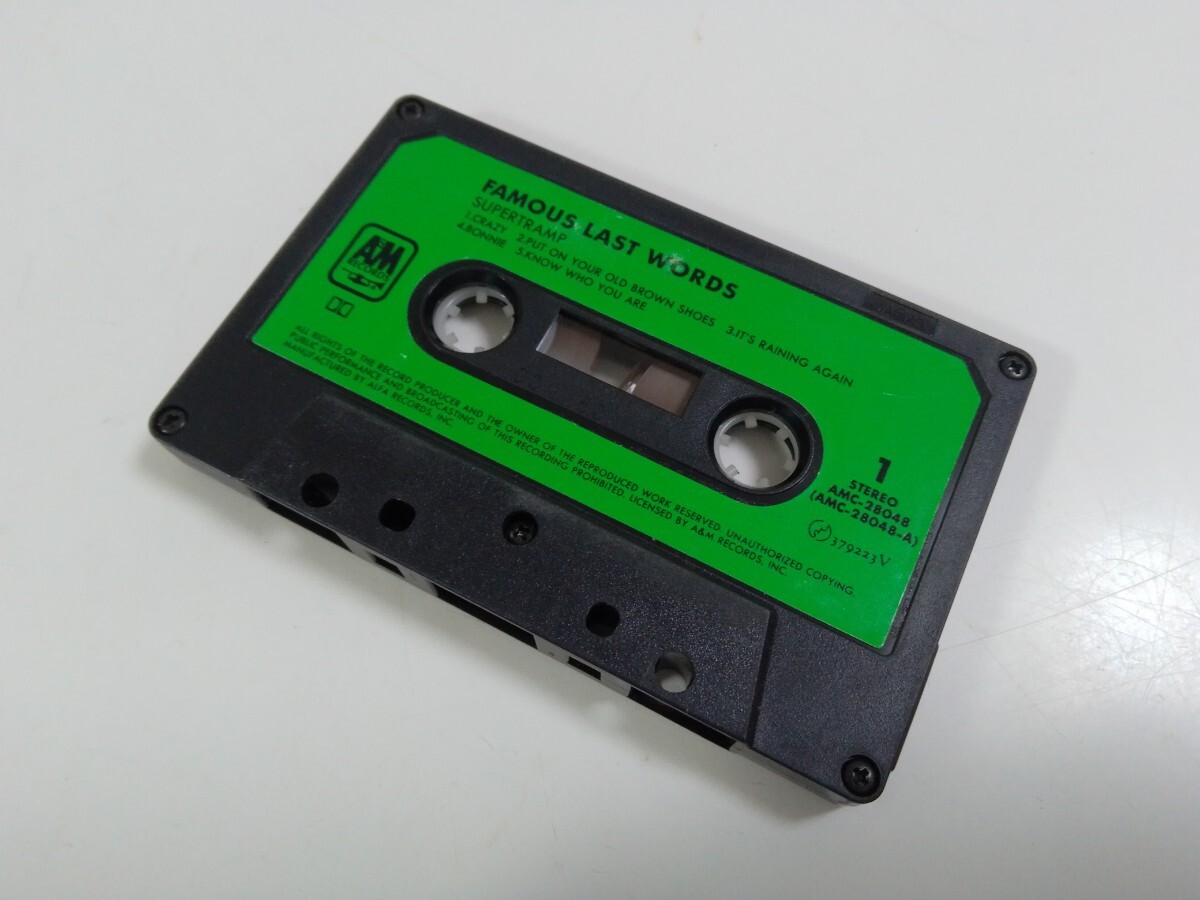 FAMOUS LAST WORDS
SUPERTRAMP
1.CRAZY 2.PUT ON YOUR OLD BROWN SHOES 3.IT'S RAINING AGAIN
4.BONNIE 5.KNOW WHO YOU ARE
A&M
RECORDS
1
STEREO
AMC-28048
(AMC-28048-A)
379223V
ALL RIGHTS OF THE RECORD PRODUCER AND THE OWNER OF THE REPRODUCED WORK RESERVED. UNAUTHORIZED COPYING.
PUBLIC PERFORMANCE AND BROADCASTING OF THIS RECORDING PROHIBITED. LICENSED BY A&M RECORDS, INC.
MANUFACTURED BY ALFA RECORDS, INC.